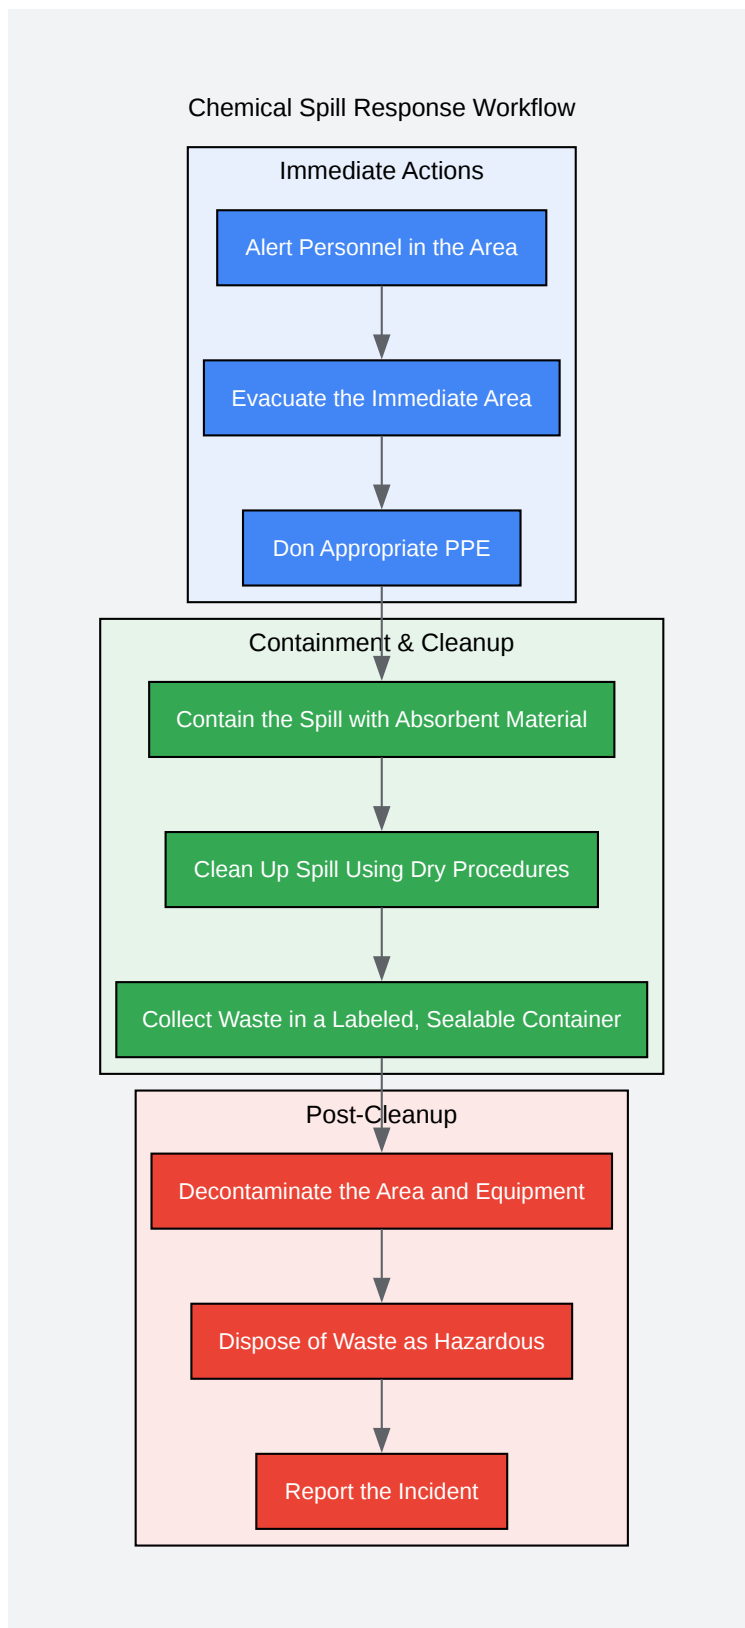 Chemical Spill Response Workflow
Immediate Actions
Alert Personnel in the Area
Evacuate the Immediate Area
Don Appropriate PPE
Containment & Cleanup
Contain the Spill with Absorbent Material
Clean Up Spill Using Dry Procedures
Collect Waste in a Labeled, Sealable Container
Post-Cleanup
Decontaminate the Area and Equipment
Dispose of Waste as Hazardous
Report the Incident